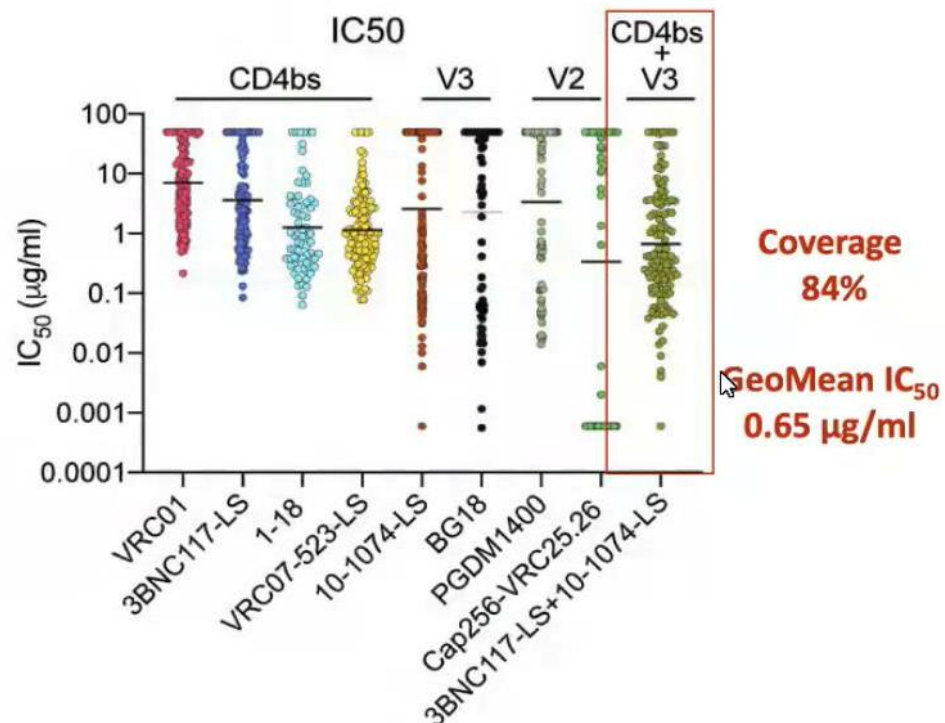 IC50
CD4bs
V3
V2
CD4bs
+
V3
100
10
1
0.1
0.01
0.001
0.0001
IC50 (µg/ml)
VRC01
3BNC117-LS
1-18
VRC07-523-LS
10-1074-LS
BG18
PGDM1400
Cap256-VRC25.26
3BNC117-LS+10-1074-LS
Coverage
84%
GeoMean IC50
0.65 µg/ml